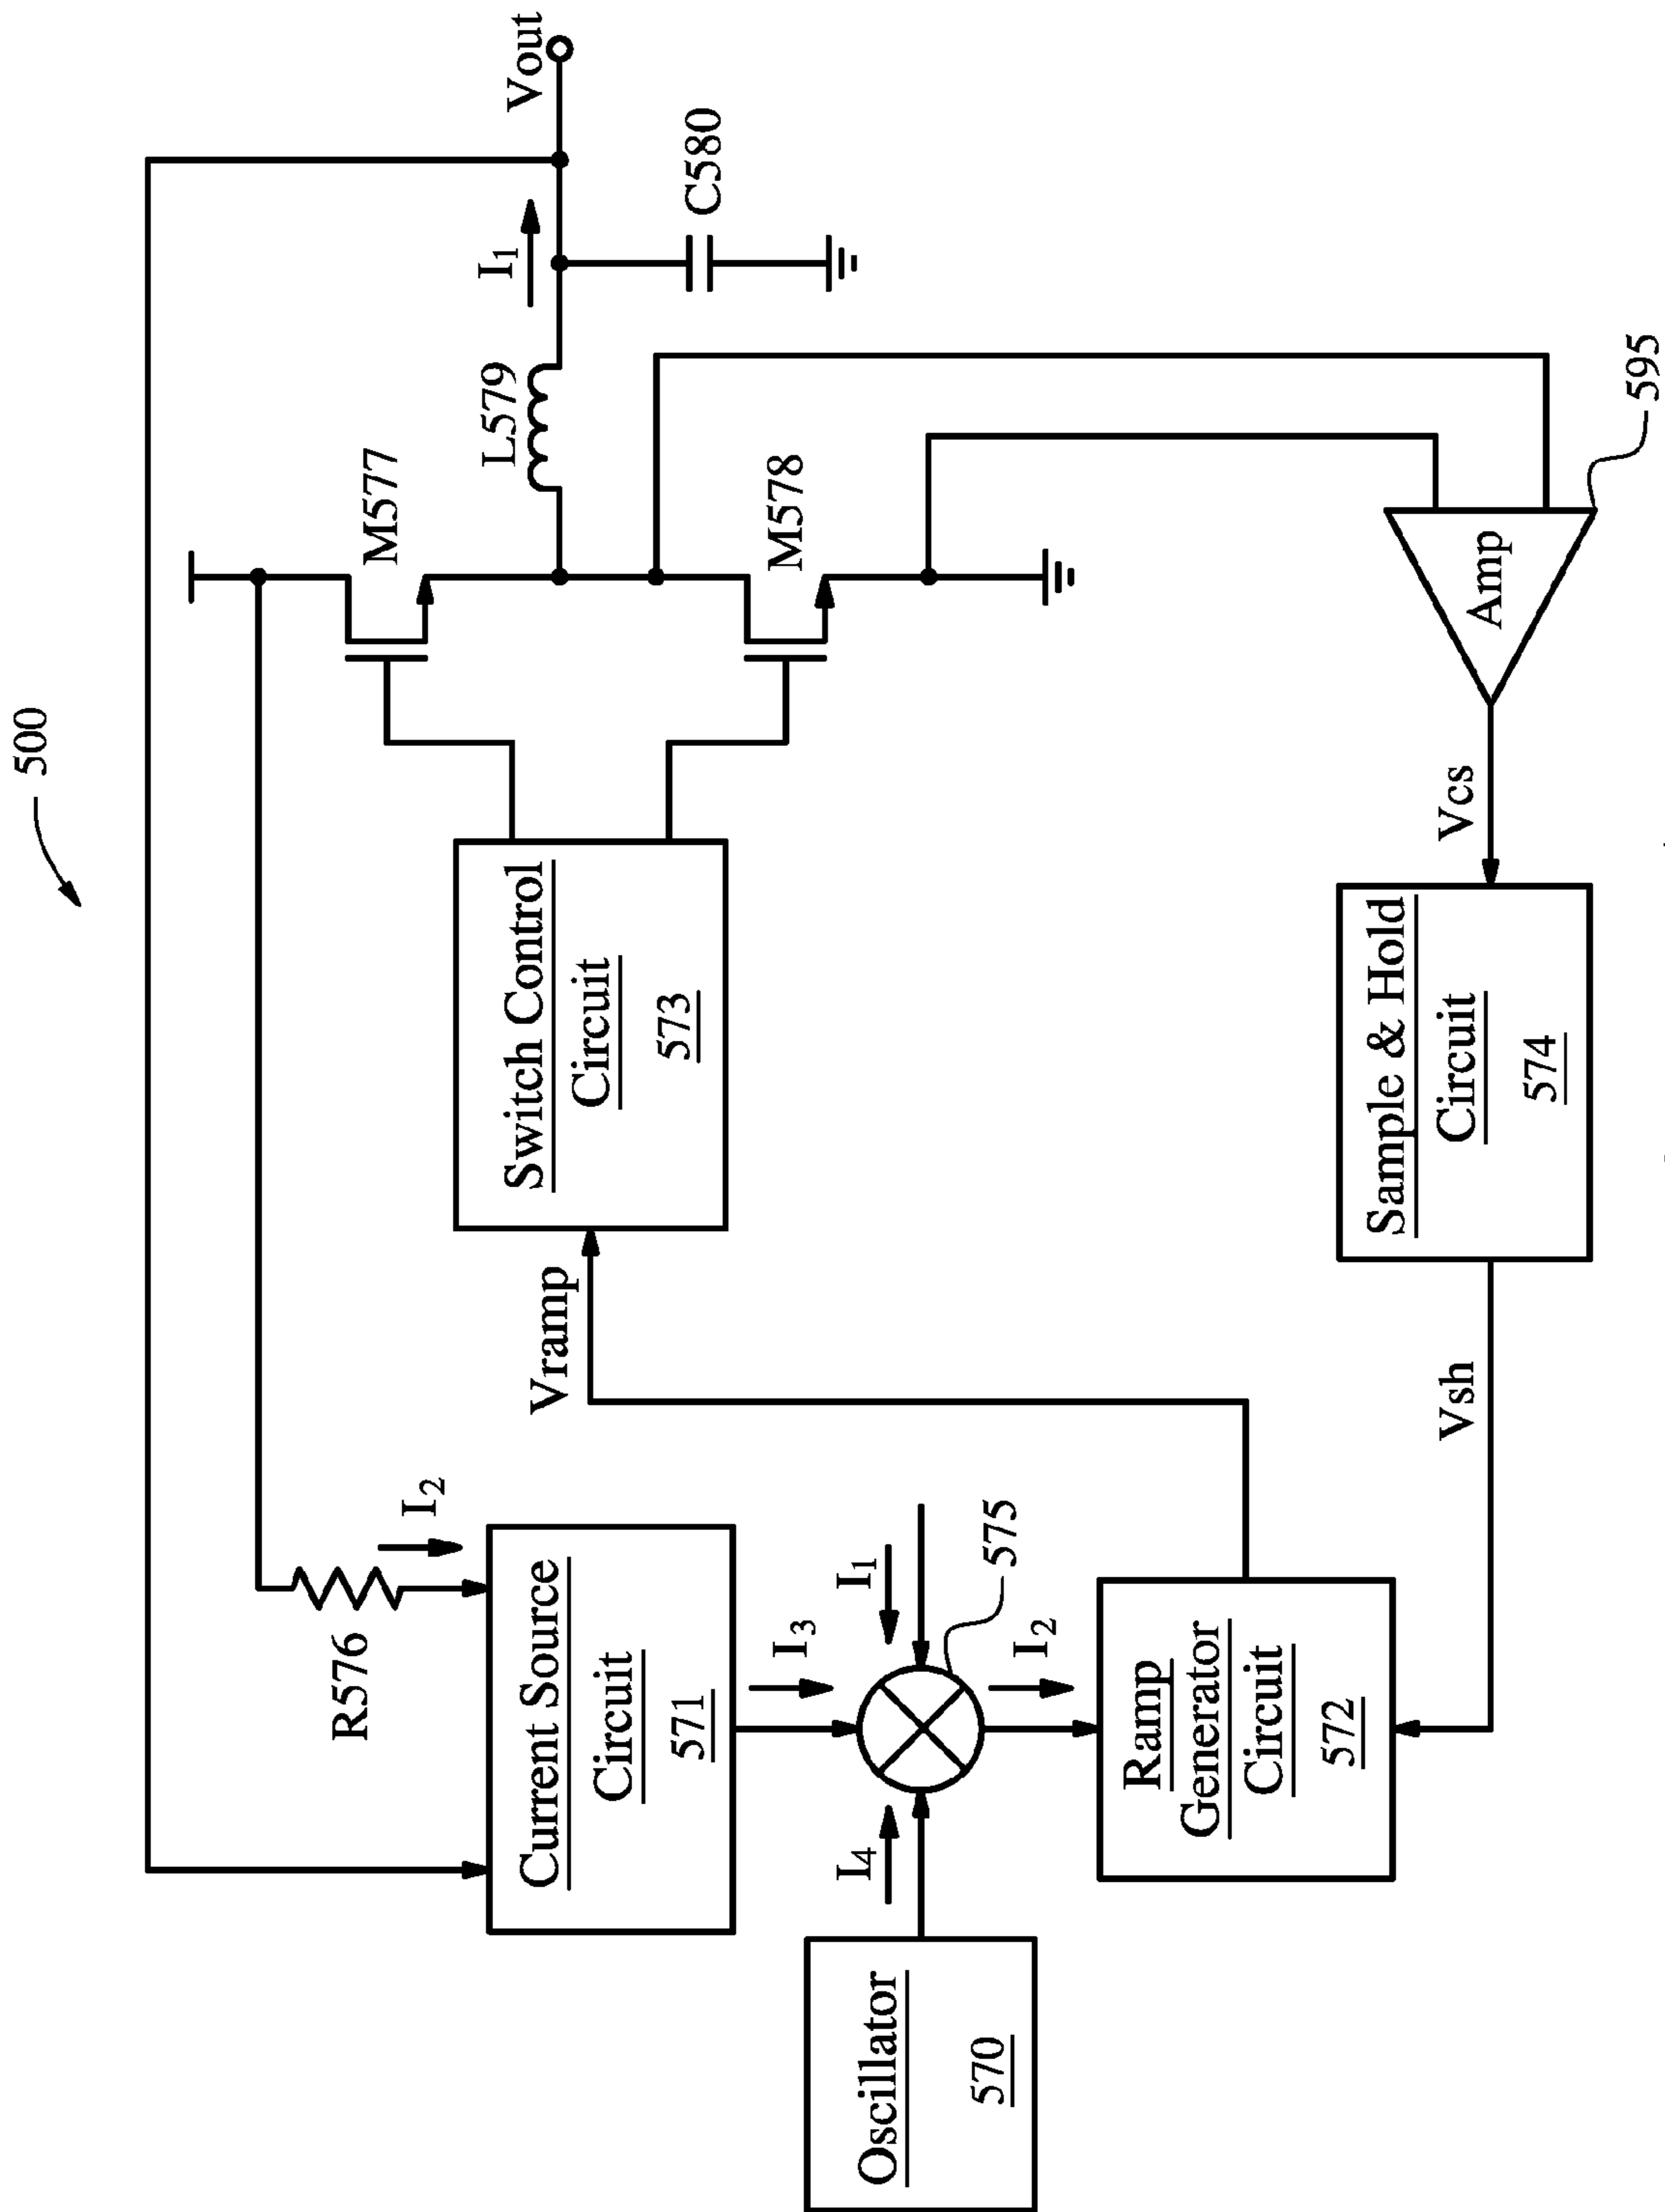 500
Vout
I1
C580
L579
M577
M578
Switch Control
Circuit
573
R576
I2
Current Source
Circuit
571
Vramp
I3
I1
575
I4
I2
Oscillator
570
Ramp
Generator
Circuit
572
Vsh
Sample & Hold
Circuit
574
Vcs
Amp
595